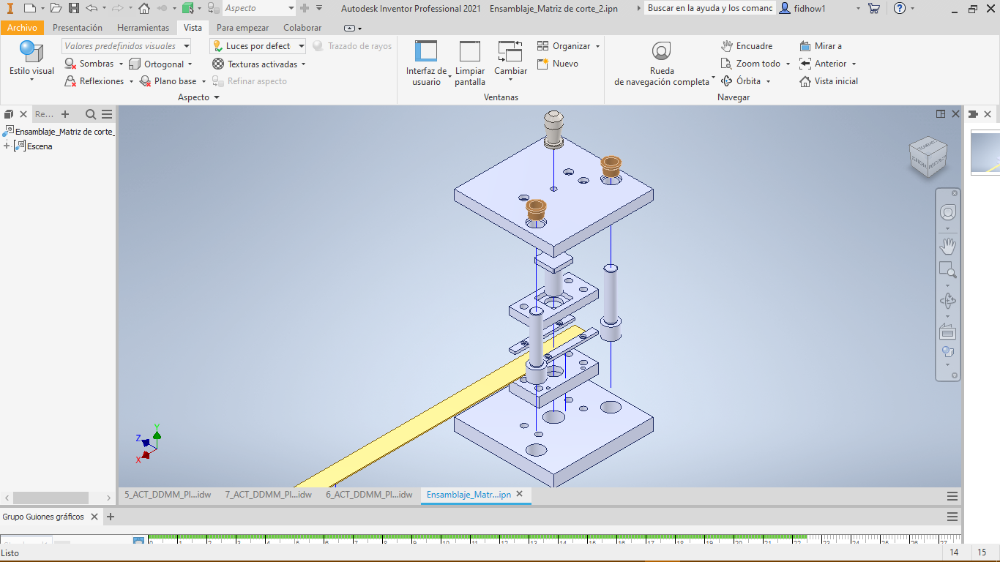 Aspecto
Autodesk Inventor Professional 2021 Ensamblaje_Matriz de corte_2.ipn
Buscar en la ayuda y los comanc
fidhow1
Archivo Presentación Herramientas Vista Para empezar Colaborar
Estilo visual
Valores predefinidos visuales
Sombras
Ortogonal
Reflexiones
Plano base
Luces por defect
Trazado de rayos
Texturas activadas
Refinar aspecto
Aspecto
Interfaz de usuario
Limpiar pantalla
Cambiar
Organizar
Nuevo
Ventanas
Rueda
de navegación completa
Encuadre
Zoom todo
Órbita
Mirar a
Anterior
Vista inicial
Navegar
Re...
Ensamblaje_Matriz de corte_
Escena
Y
Z
X
5_ACT_DDMM_Pl...idw 7_ACT_DDMM_Pl...idw 6_ACT_DDMM_Pl...idw Ensamblaje_Matr...ipn
Grupo Guiones gráficos
0 1 2 3 4 5 6 7 8 9 10 11 12 13 14 15 16 17 18 19 20 21 22 23 24 25 26 27
Listo
14 15